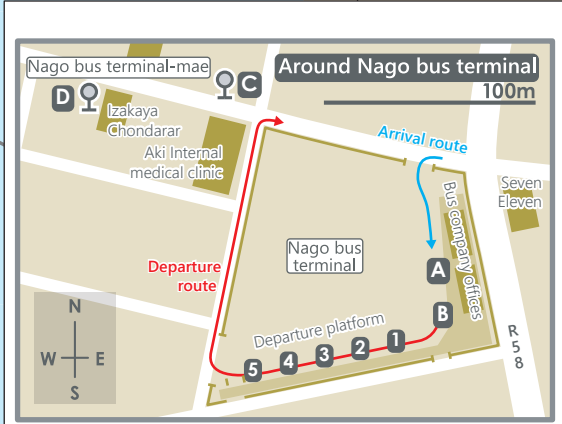 Nago bus terminal-mae
Around Nago bus terminal
100m
D
C
Izakaya
Chondarar
Aki Internal
medical clinic
Arrival route
Seven
Eleven
Bus company offices
Nago bus
terminal
A
Departure
route
B
Departure platform
1
2
3
4
5
N
W E
S
R
5
8